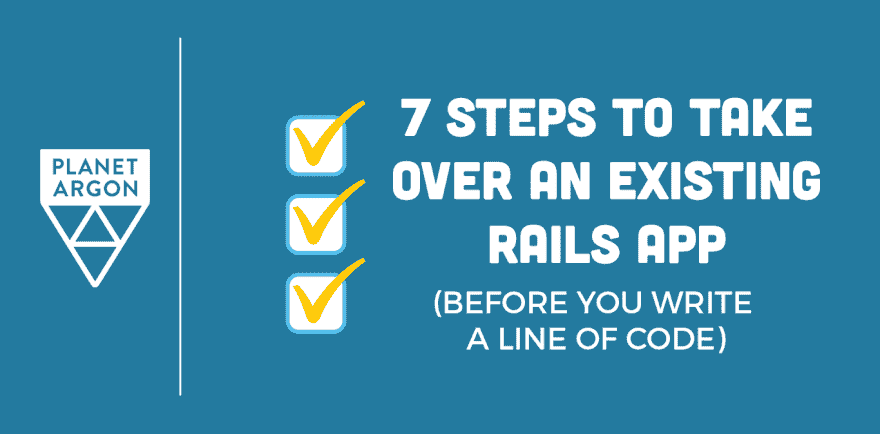 PLANET
ARGON
7 STEPS TO TAKE
OVER AN EXISTING
RAILS APP
(BEFORE YOU WRITE
A LINE OF CODE)